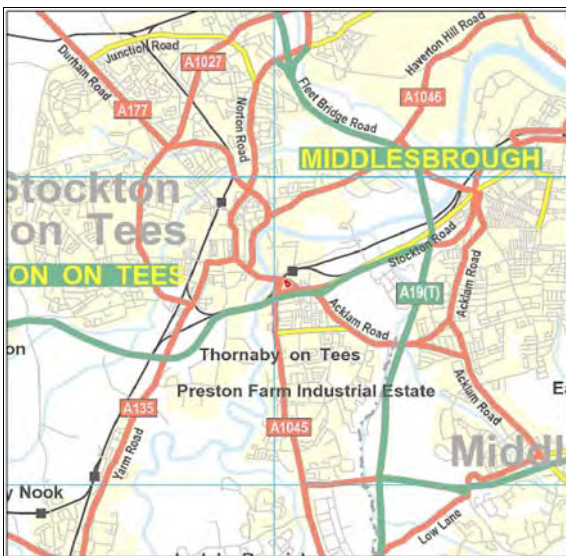 Junction Road
A1027
Durham Road
A177
Norton Road
Fleet Bridge Road
Haverton Hill Road
A1046
MIDDLESBROUGH
Stockton
on Tees
ON ON TEES
Stockton Road
A19(T)
Acklam Road
Acklam Road
Acklam Road
on
Thornaby on Tees
Preston Farm Industrial Estate
A135
A1045
Yarm Road
Ea
Middl
y Nook
Low Lane